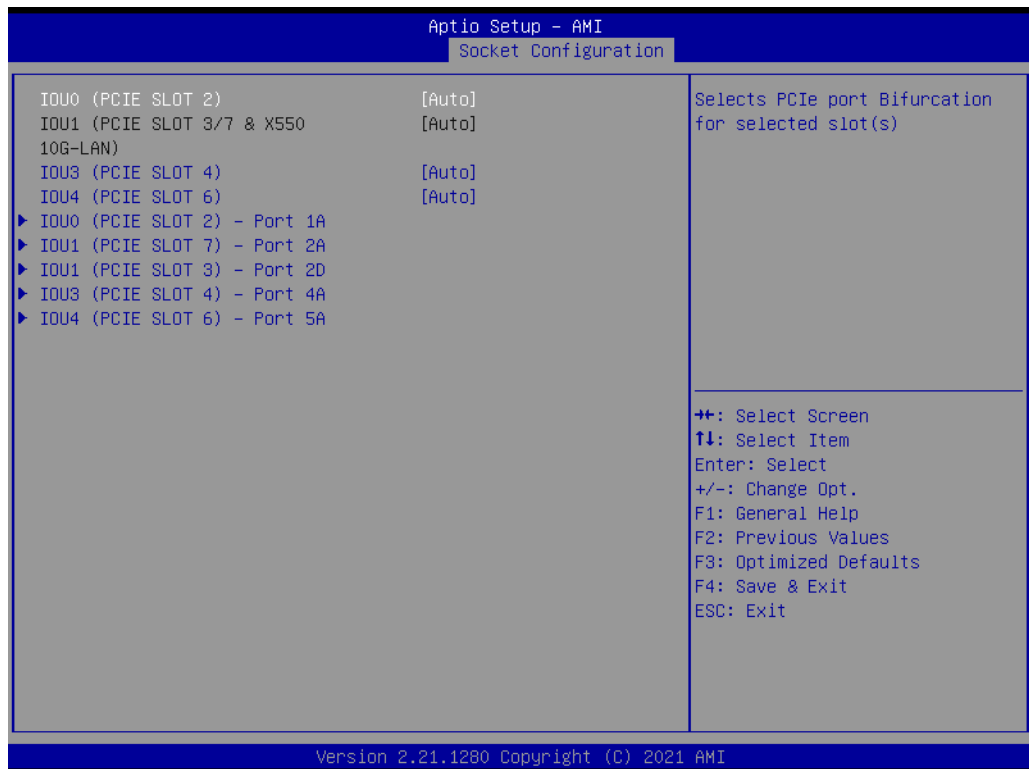 Aptio Setup – AMI
Socket Configuration
IOU0 (PCIE SLOT 2) [Auto]
IOU1 (PCIE SLOT 3/7 & X550 [Auto]
10G-LAN)
IOU3 (PCIE SLOT 4) [Auto]
IOU4 (PCIE SLOT 6) [Auto]
▶ IOU0 (PCIE SLOT 2) – Port 1A
▶ IOU1 (PCIE SLOT 7) – Port 2A
▶ IOU1 (PCIE SLOT 3) – Port 2D
▶ IOU3 (PCIE SLOT 4) – Port 4A
▶ IOU4 (PCIE SLOT 6) – Port 5A
Selects PCIe port Bifurcation
for selected slot(s)
→←: Select Screen
↑↓: Select Item
Enter: Select
+/-: Change Opt.
F1: General Help
F2: Previous Values
F3: Optimized Defaults
F4: Save & Exit
ESC: Exit
Version 2.21.1280 Copyright (C) 2021 AMI